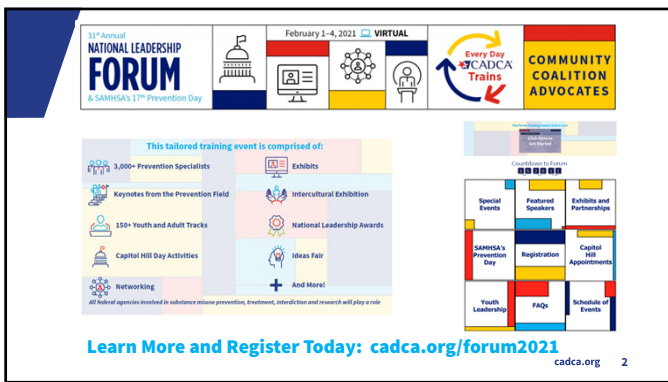 31st Annual
NATIONAL LEADERSHIP
FORUM
& SAMHSA's 17th Prevention Day
February 1–4, 2021 VIRTUAL
Every Day
CADCA
Trains
COMMUNITY
COALITION
ADVOCATES
This tailored training event is comprised of:
3,000+ Prevention Specialists
Keynotes from the Prevention Field
150+ Youth and Adult Tracks
Capitol Hill Day Activities
Networking
Exhibits
Intercultural Exhibition
National Leadership Awards
Ideas Fair
And More!
All federal agencies involved in substance misuse prevention, treatment, interdiction and research will play a role
Click Here to
Get Started
Countdown to Forum
Special
Events
Featured
Speakers
Exhibits and
Partnerships
SAMHSA's
Prevention
Day
Registration
Capitol
Hill
Appointments
Youth
Leadership
FAQs
Schedule of
Events
Learn More and Register Today: cadca.org/forum2021
cadca.org 2